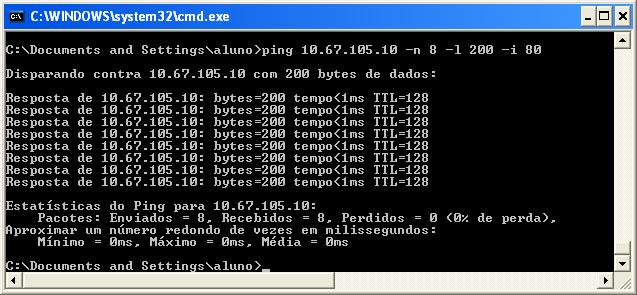 C:\WINDOWS\system32\cmd.exe
C:\Documents and Settings\aluno>ping 10.67.105.10 -n 8 -l 200 -i 80
Disparando contra 10.67.105.10 com 200 bytes de dados:
Resposta de 10.67.105.10: bytes=200 tempo<1ms TTL=128
Resposta de 10.67.105.10: bytes=200 tempo<1ms TTL=128
Resposta de 10.67.105.10: bytes=200 tempo<1ms TTL=128
Resposta de 10.67.105.10: bytes=200 tempo<1ms TTL=128
Resposta de 10.67.105.10: bytes=200 tempo<1ms TTL=128
Resposta de 10.67.105.10: bytes=200 tempo<1ms TTL=128
Resposta de 10.67.105.10: bytes=200 tempo<1ms TTL=128
Resposta de 10.67.105.10: bytes=200 tempo<1ms TTL=128
Estatísticas do Ping para 10.67.105.10:
Pacotes: Enviados = 8, Recebidos = 8, Perdidos = 0 (0% de perda),
Aproximar um número redondo de vezes em milissegundos:
Mínimo = 0ms, Máximo = 0ms, Média = 0ms
C:\Documents and Settings\aluno>_